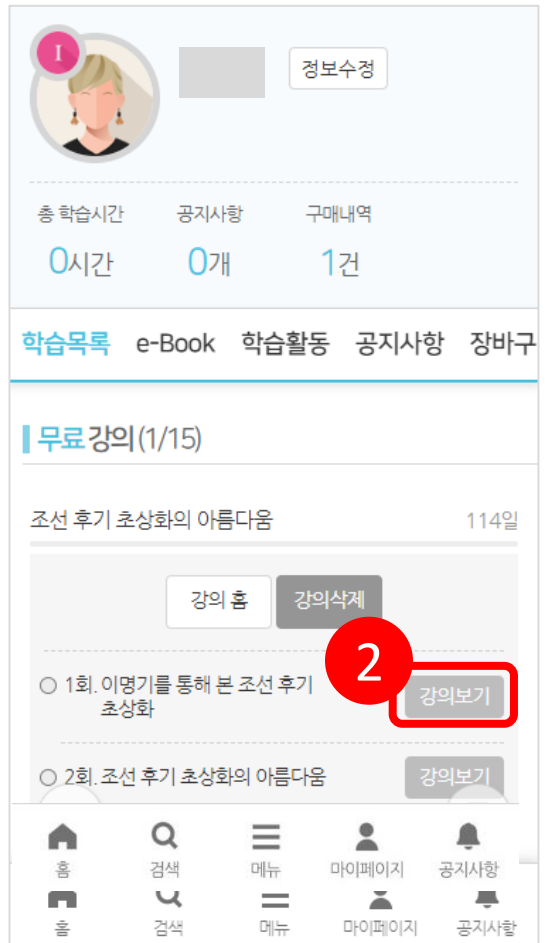 I
정보수정
총 학습시간 공지사항 구매내역
0시간 0개 1건
학습목록 e-Book 학습활동 공지사항 장바구
무료강의(1/15)
조선 후기 초상화의 아름다움 114일
강의 홈 강의삭제
2
1회. 이명기를 통해 본 조선 후기 강의보기
초상화
2회. 조선 후기 초상화의 아름다움 강의보기
홈 검색 메뉴 마이페이지 공지사항
홈 검색 메뉴 마이페이지 공지사항